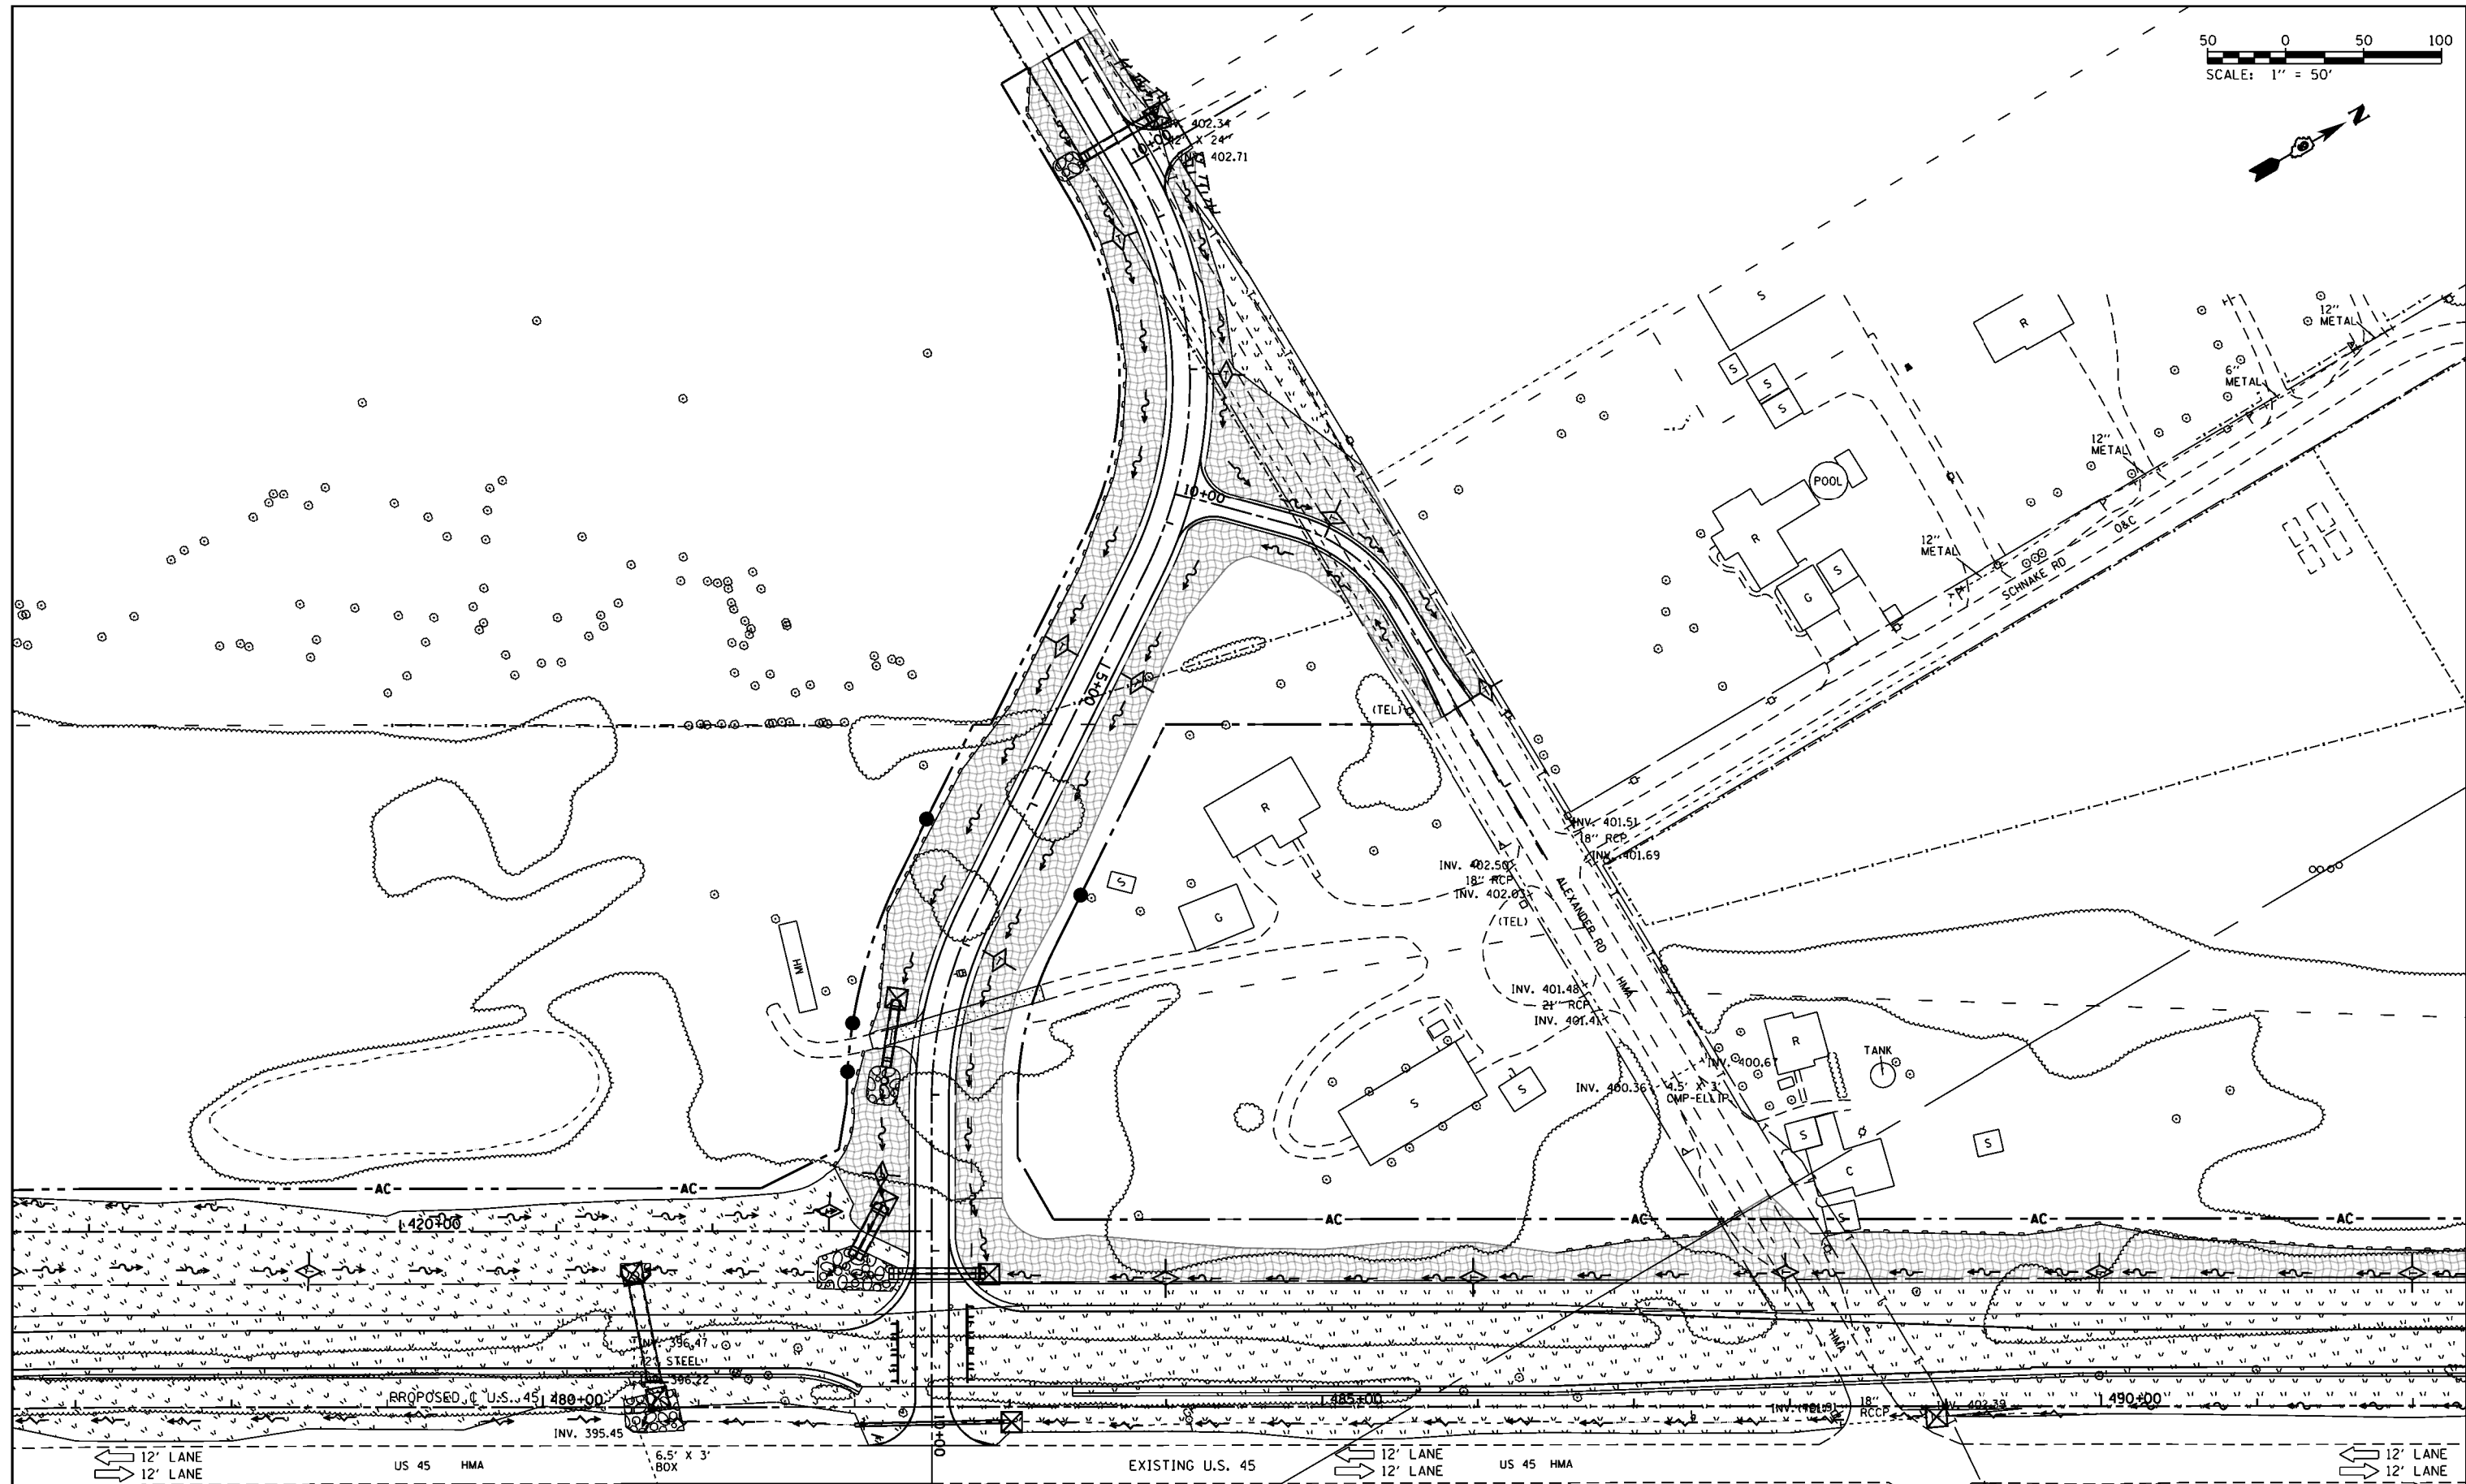 50 0 50 100
SCALE: 1" = 50'
N
INV. 402.34
10+00
X 24"
402.71
S
R
12"
METAL
S
S
S
6"
METAL
12"
METAL
POOL
10+00
R
O&C
12"
METAL
S
G
SCHNAKE RD
15+00
(TEL)
R
INV. 401.51
18" RCP
INV. 401.69
INV. 402.50
18" RCP
INV. 402.03
S
ALEXANDER RD
G
(TEL)
MH
HMA
INV. 401.48
21" RCP
INV. 401.41
R
TANK
INV. 400.67
INV. 400.36
4.5' X 3'
CMP-ELLIP
S
S
S
S
C
S
AC
AC
AC
AC
AC
AC
420+00
HMA
INV. 396.47
72" STEEL
396.22
PROPOSED ℄ U.S. 45
480+00
485+00
490+00
18"
RCCP
INV. 402.39
10+00
INV. 395.45
6.5' X 3'
BOX
12' LANE
12' LANE
US 45 HMA
EXISTING U.S. 45
12' LANE
12' LANE
US 45 HMA
12' LANE
12' LANE